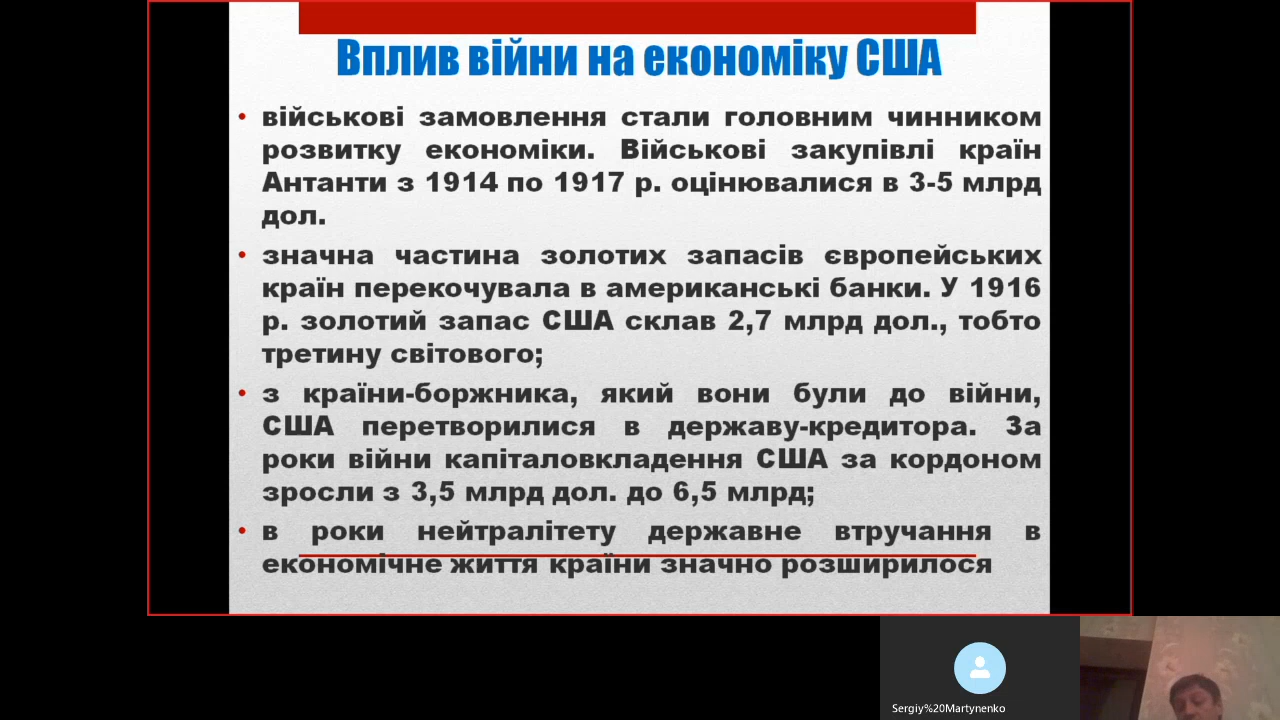 Вплив війни на економіку США
• військові замовлення стали головним чинником
розвитку економіки. Військові закупівлі країн
Антанти з 1914 по 1917 р. оцінювалися в 3-5 млрд
дол.
• значна частина золотих запасів європейських
країн перекочувала в американські банки. У 1916
р. золотий запас США склав 2,7 млрд дол., тобто
третину світового;
• з країни-боржника, який вони були до війни,
США перетворилися в державу-кредитора. За
роки війни капіталовкладення США за кордоном
зросли з 3,5 млрд дол. до 6,5 млрд;
• в роки нейтралітету державне втручання в
економічне життя країни значно розширилося
Sergiy%20Martynenko